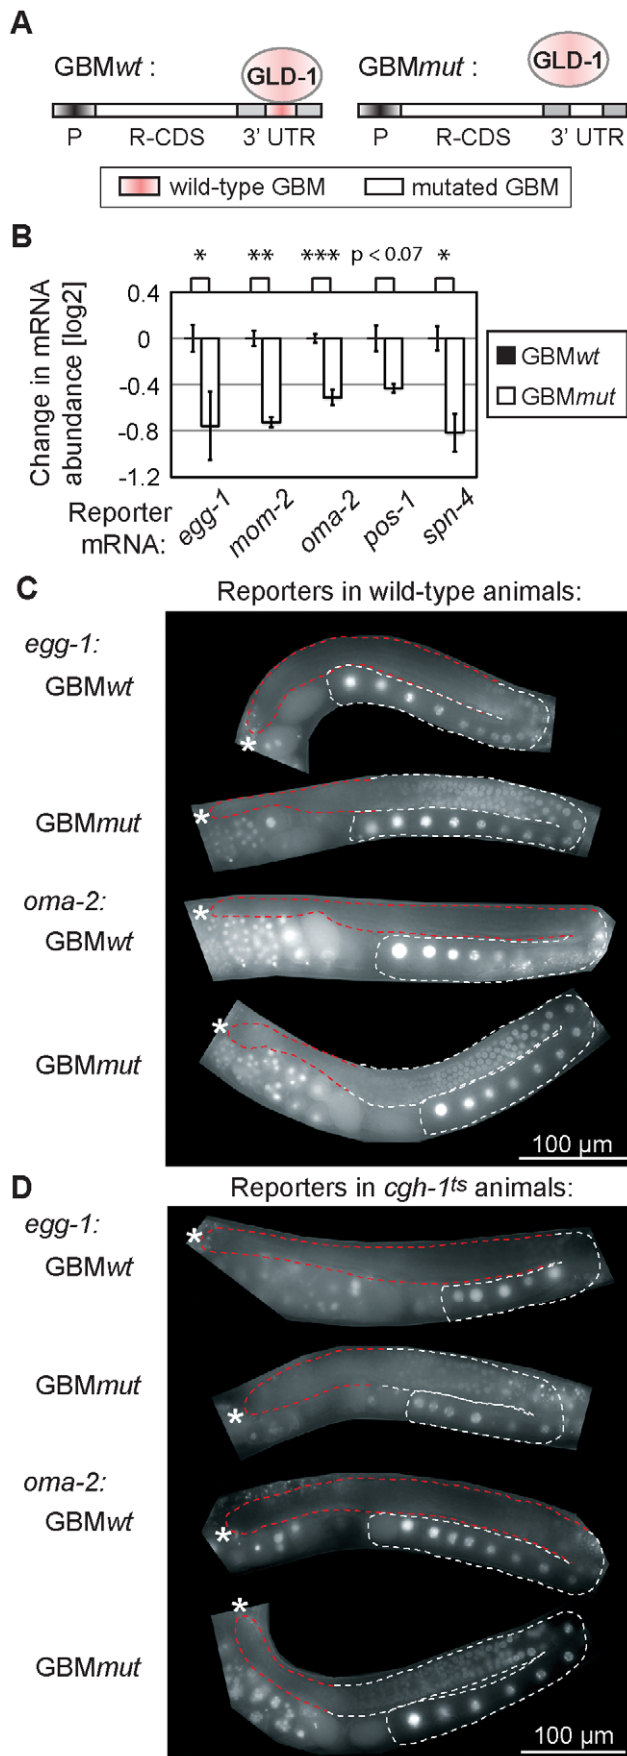 A
GBMwt : GBMmut :
GLD-1 GLD-1
P R-CDS 3' UTR P R-CDS 3' UTR
wild-type GBM mutated GBM
B
* ** *** p < 0.07 *
0.4
0
-0.4
-0.8
-1.2
Change in mRNA
abundance [log2]
GBMwt
GBMmut
Reporter
mRNA:
egg-1 mom-2 oma-2 pos-1 spn-4
C Reporters in wild-type animals:
egg-1:
GBMwt
*
GBMmut
*
oma-2:
GBMwt
*
GBMmut
*
100 µm
D Reporters in cgh-1ts animals:
egg-1:
GBMwt
*
GBMmut
*
oma-2:
GBMwt
*
GBMmut
*
100 µm